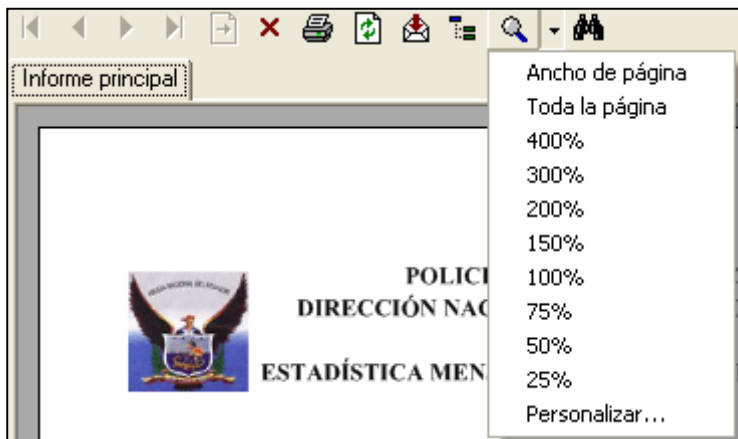 Informe principal
Ancho de página
Toda la página
400%
300%
200%
150%
100%
75%
50%
25%
Personalizar...
POLICI
DIRECCIÓN NAC
ESTADÍSTICA MEN